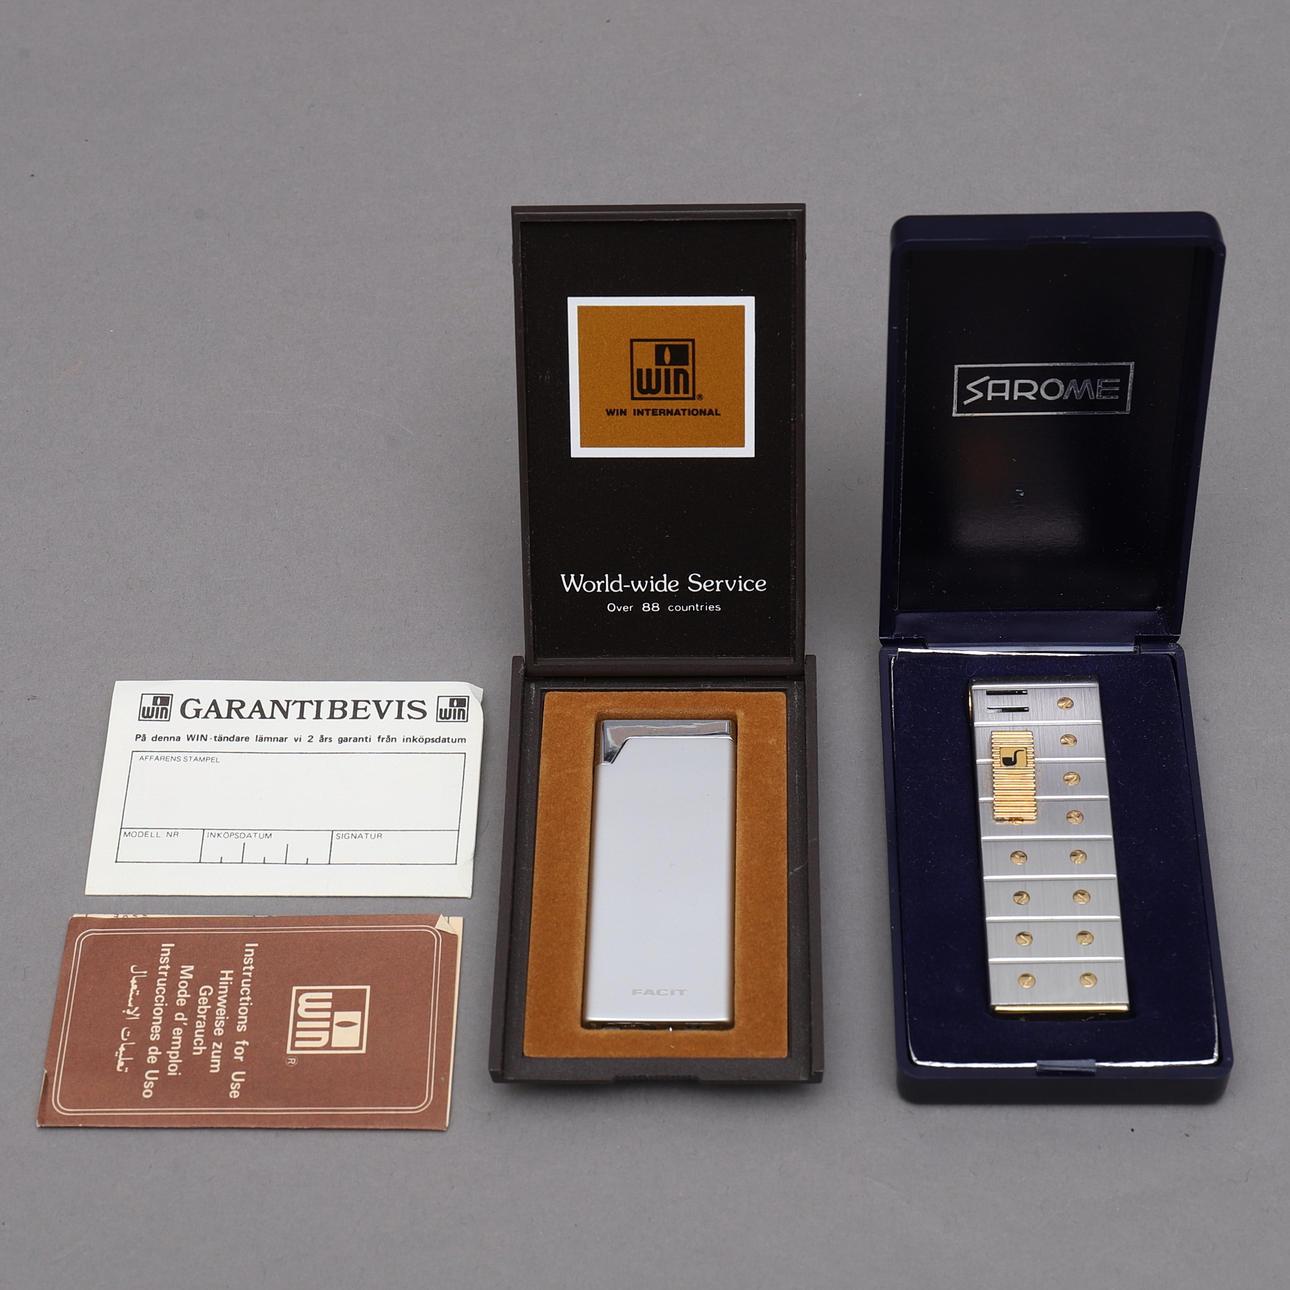 WIN
GARANTIBEVIS
WIN
På denna WIN-tändare lämnar vi 2 års garanti från inköpsdatum
AFFÄRENS STÄMPEL
MODELL NR
INKÖPSDATUM
SIGNATUR
WIN®
Instructions for Use
Hinweise zum
Gebrauch
Mode d'emploi
Instrucciones de Uso
تعليمات الإستعمال
WIN®
WIN INTERNATIONAL
World-wide Service
Over 88 countries
FACIT
SAROME